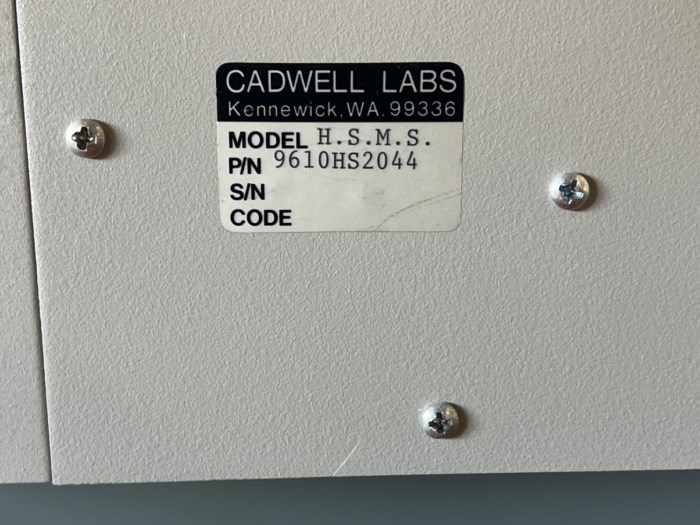 CADWELL LABS
Kennewick, WA. 99336
MODEL H.S.M.S.
P/N 9610HS2044
S/N
CODE